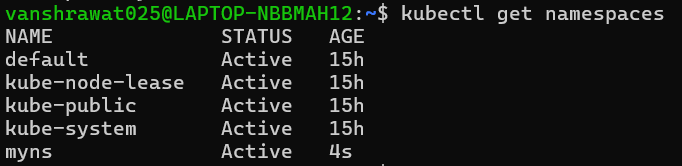 vanshrawat025@LAPTOP-NBBMAH12:~$ kubectl get namespaces
NAME STATUS AGE
default Active 15h
kube-node-lease Active 15h
kube-public Active 15h
kube-system Active 15h
myns Active 4s